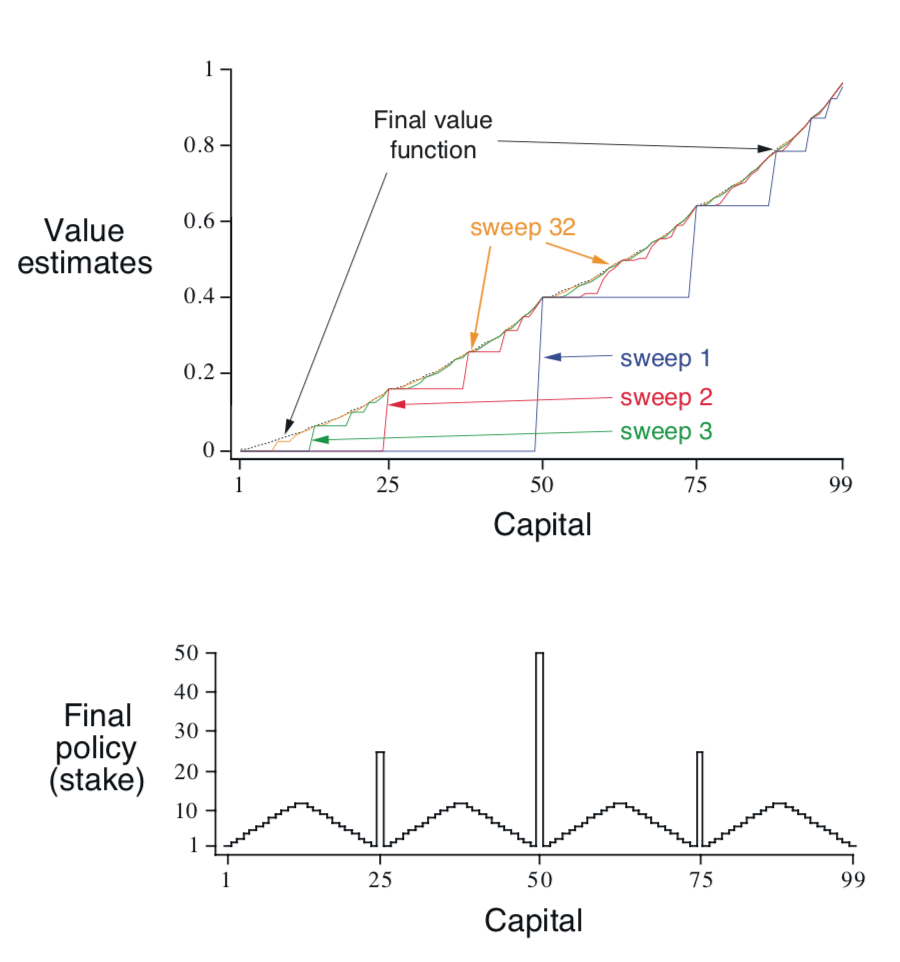 1
Final value
function
0.8
sweep 32
0.6
Value
estimates
0.4
sweep 1
0.2
sweep 2
sweep 3
0
1
25
50
75
99
Capital
50
40
Final
policy
(stake)
30
20
10
1
1
25
50
75
99
Capital